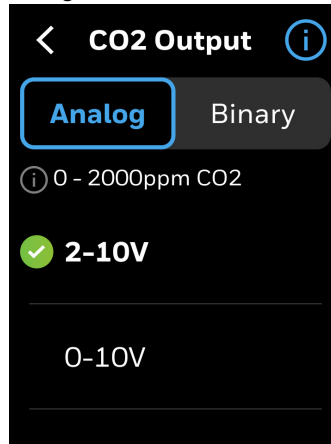 CO2 Output
Analog Binary
0 - 2000ppm CO2
2-10V
0-10V